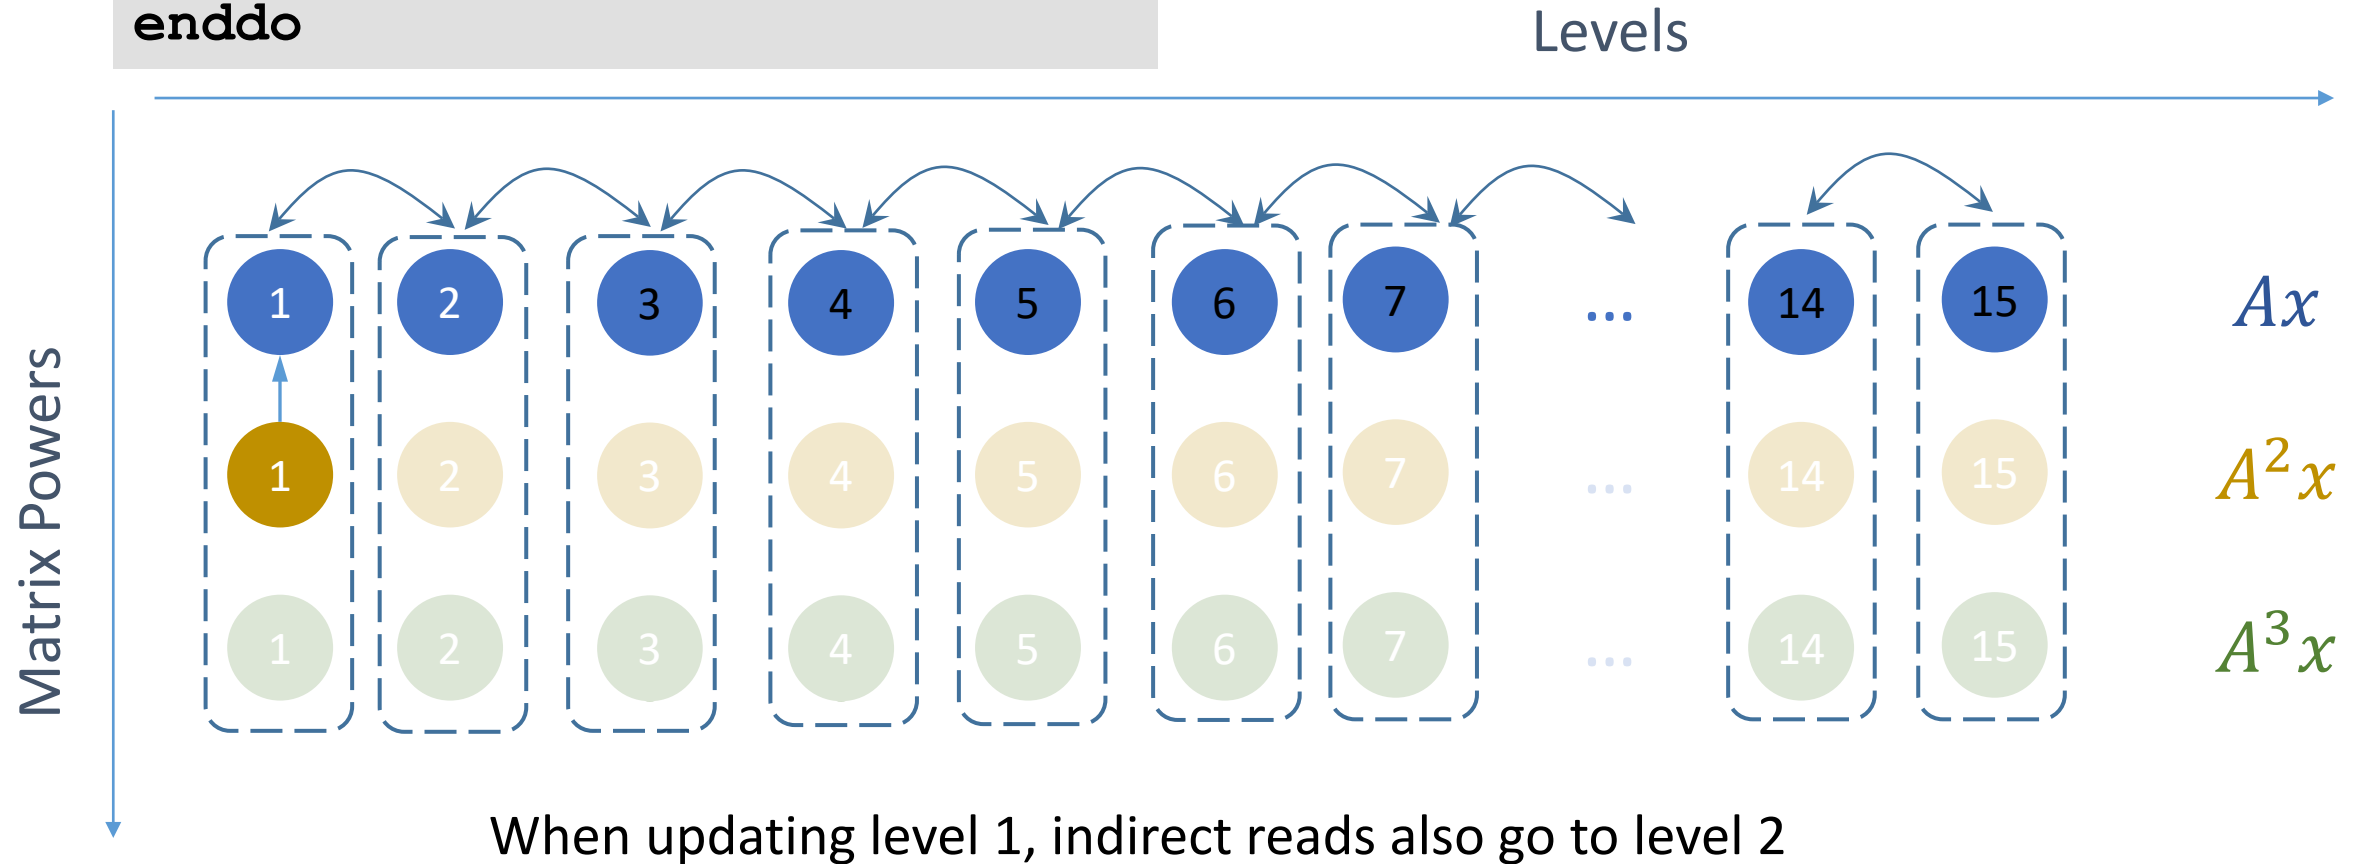 enddo
Levels
Matrix Powers
1 2 3 4 5 6 7 ... 14 15 Ax
1 2 3 4 5 6 7 ... 14 15 A²x
1 2 3 4 5 6 7 ... 14 15 A³x
When updating level 1, indirect reads also go to level 2